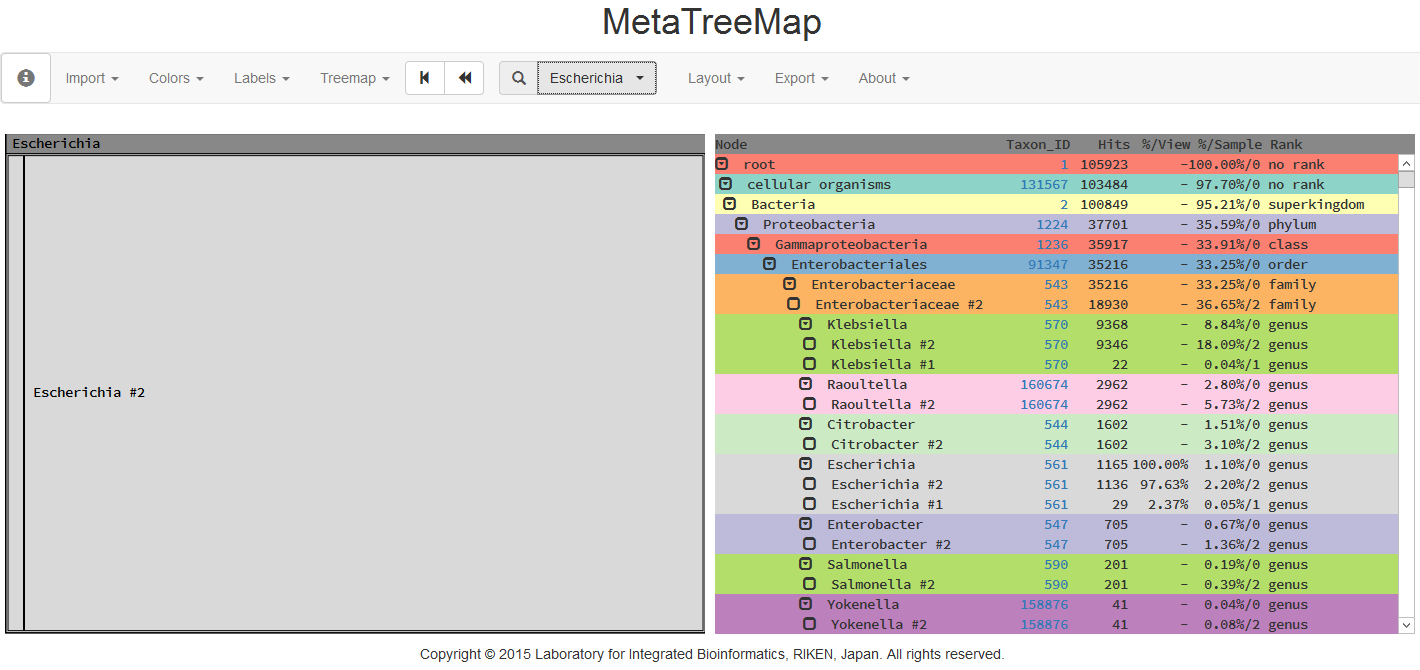 MetaTreeMap
Import Colors Labels Treemap Escherichia Layout Export About
Escherichia
Escherichia #2
Node Taxon_ID Hits %/View %/Sample Rank
root 1 105923 -100.00%/0 no rank
cellular organisms 131567 103484 - 97.70%/0 no rank
Bacteria 2 100849 - 95.21%/0 superkingdom
Proteobacteria 1224 37701 - 35.59%/0 phylum
Gammaproteobacteria 1236 35917 - 33.91%/0 class
Enterobacteriales 91347 35216 - 33.25%/0 order
Enterobacteriaceae 543 35216 - 33.25%/0 family
Enterobacteriaceae #2 543 18930 - 36.65%/2 family
Klebsiella 570 9368 - 8.84%/0 genus
Klebsiella #2 570 9346 - 18.09%/2 genus
Klebsiella #1 570 22 - 0.04%/1 genus
Raoultella 160674 2962 - 2.80%/0 genus
Raoultella #2 160674 2962 - 5.73%/2 genus
Citrobacter 544 1602 - 1.51%/0 genus
Citrobacter #2 544 1602 - 3.10%/2 genus
Escherichia 561 1165 100.00% 1.10%/0 genus
Escherichia #2 561 1136 97.63% 2.20%/2 genus
Escherichia #1 561 29 2.37% 0.05%/1 genus
Enterobacter 547 705 - 0.67%/0 genus
Enterobacter #2 547 705 - 1.36%/2 genus
Salmonella 590 201 - 0.19%/0 genus
Salmonella #2 590 201 - 0.39%/2 genus
Yokenella 158876 41 - 0.04%/0 genus
Yokenella #2 158876 41 - 0.08%/2 genus
Copyright © 2015 Laboratory for Integrated Bioinformatics, RIKEN, Japan. All rights reserved.